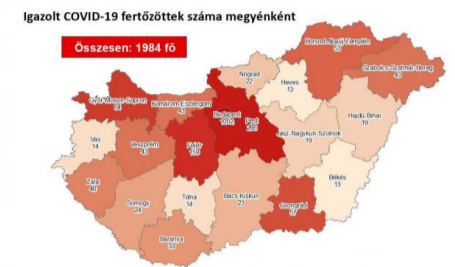 Igazolt COVID-19 fertőzöttek száma megyénként
Összesen: 1984 fő
Nógrád
22
Heves
13
Borsod-Abaúj-Zemplén
Szabolcs-Szatmár-Bereg
43
Győr-Moson-Sopron
Komárom-Esztergom
43
Budapest
Pest
Hajdú-Bihar
19
Jász-Nagykun-Szolnok
19
Vas
14
Veszprém
Fejér
Zala
Somogy
24
Tolna
14
Bács-Kiskun
23
Békés
13
Csongrád
Baranya
33